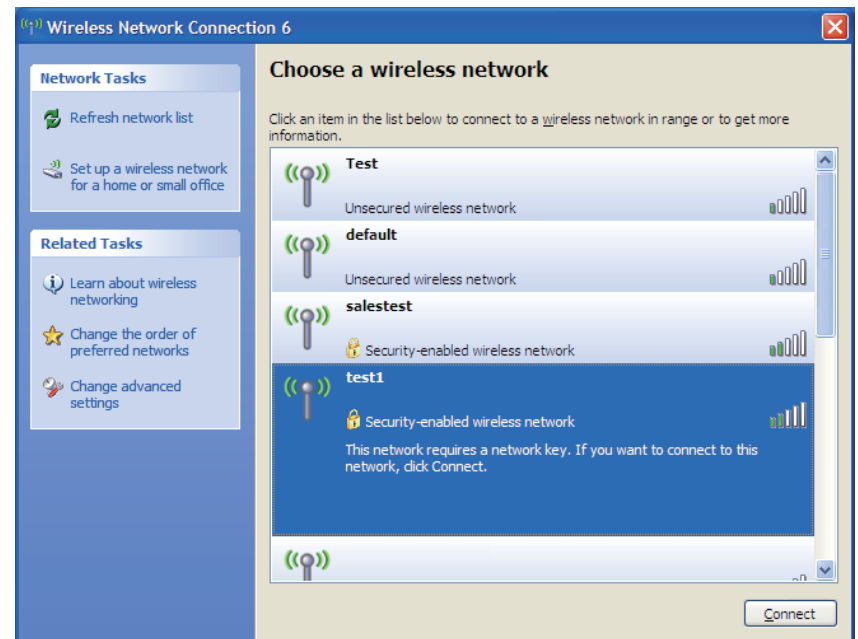 Wireless Network Connection 6
Network Tasks
Refresh network list
Set up a wireless network
for a home or small office
Related Tasks
Learn about wireless
networking
Change the order of
preferred networks
Change advanced
settings
Choose a wireless network
Click an item in the list below to connect to a wireless network in range or to get more
information.
Test
Unsecured wireless network
default
Unsecured wireless network
salestest
Security-enabled wireless network
test1
Security-enabled wireless network
This network requires a network key. If you want to connect to this
network, click Connect.
Connect